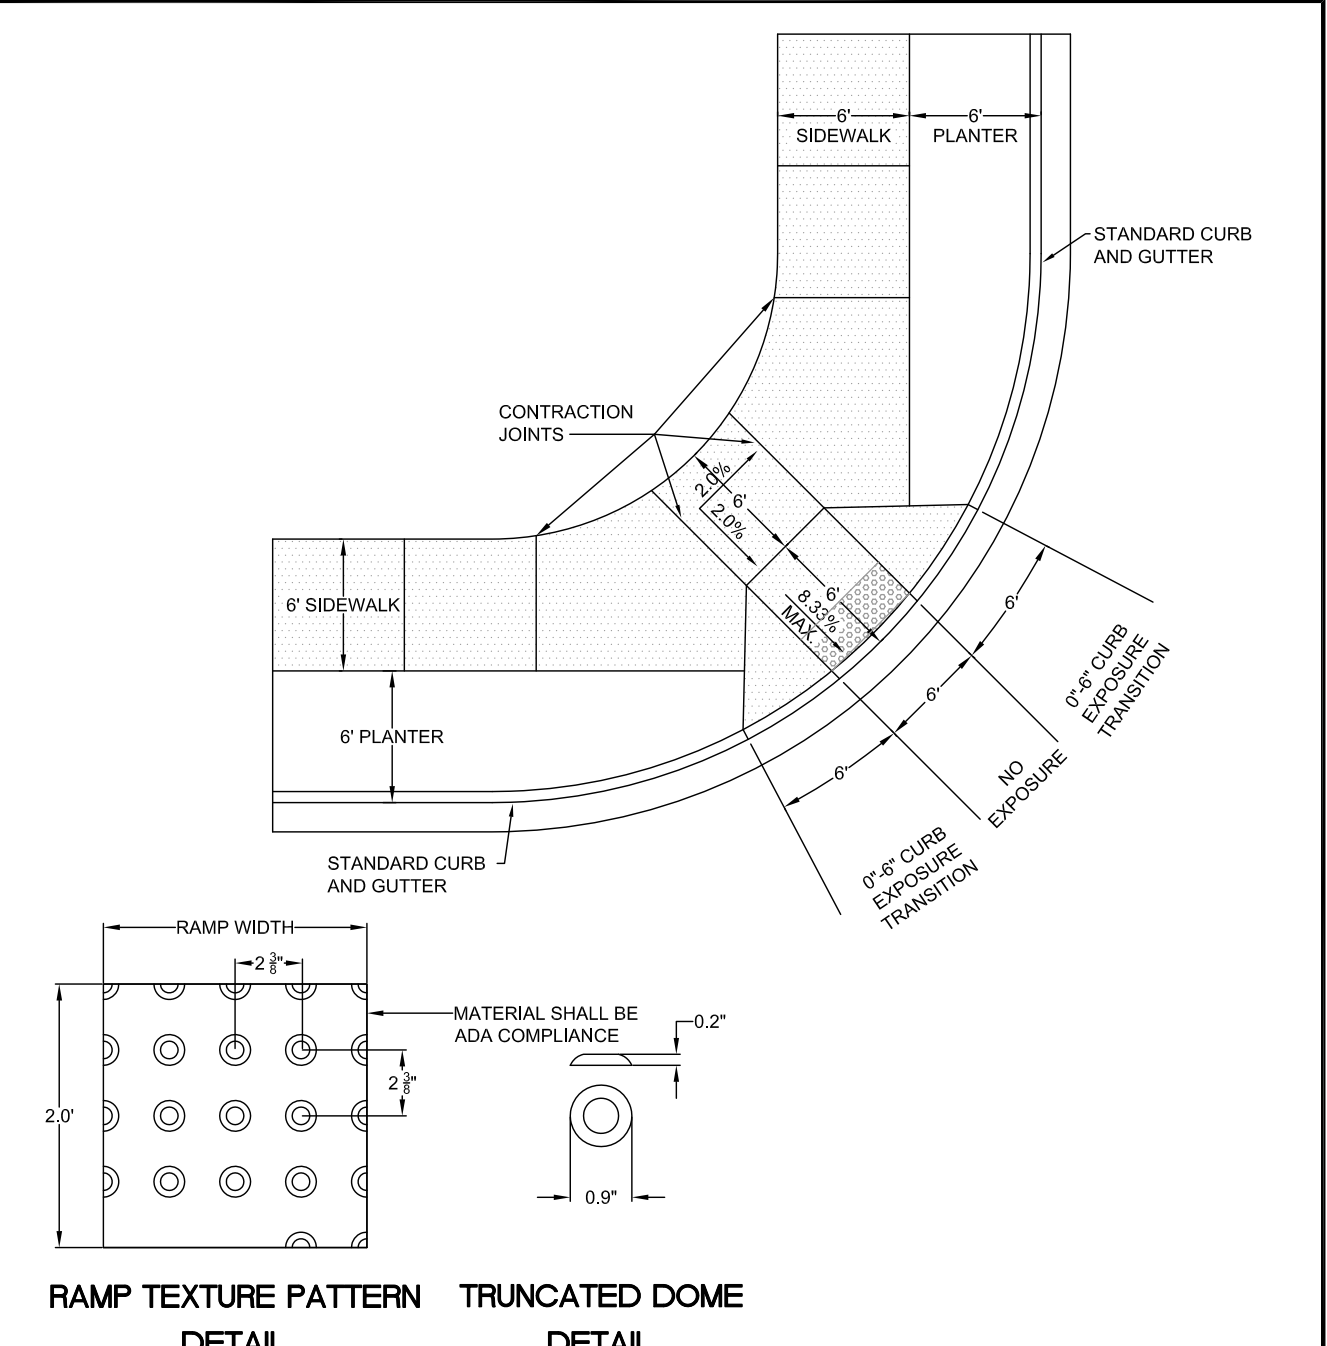 6'
SIDEWALK
6'
PLANTER
STANDARD CURB
AND GUTTER
CONTRACTION
JOINTS
2.0%
6'
2.0%
6'
8.33%
MAX.
6' SIDEWALK
6' PLANTER
6'
6'
6'
0"-6" CURB
EXPOSURE
TRANSITION
NO
EXPOSURE
0"-6" CURB
EXPOSURE
TRANSITION
STANDARD CURB
AND GUTTER
RAMP WIDTH
2 3/8"
MATERIAL SHALL BE
ADA COMPLIANCE
0.2"
2 3/8"
2.0'
0.9"
RAMP TEXTURE PATTERN
DETAIL
TRUNCATED DOME
DETAIL